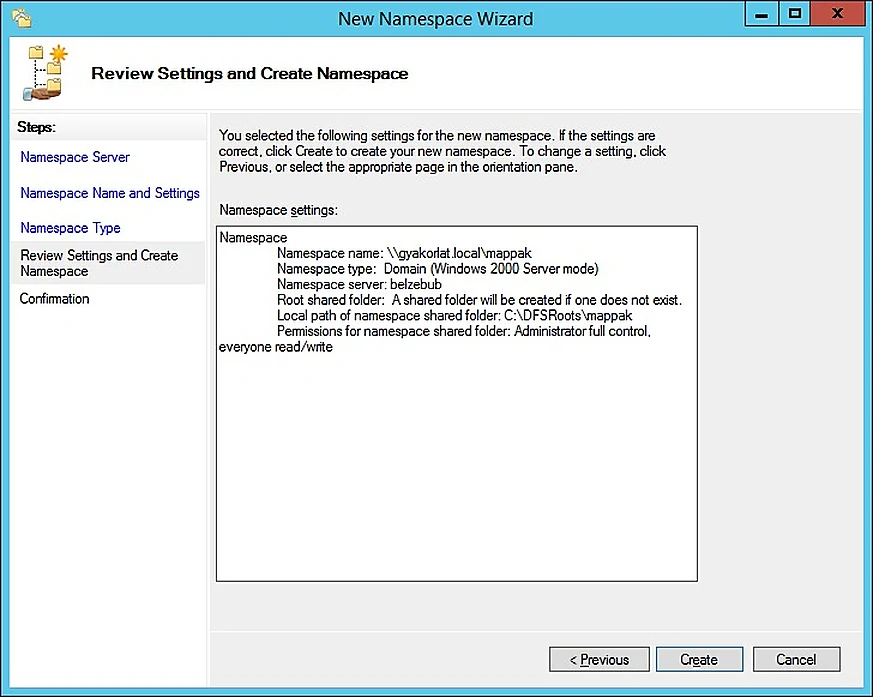 New Namespace Wizard
Review Settings and Create Namespace
Steps:
Namespace Server
Namespace Name and Settings
Namespace Type
Review Settings and Create
Namespace
Confirmation
You selected the following settings for the new namespace. If the settings are
correct, click Create to create your new namespace. To change a setting, click
Previous, or select the appropriate page in the orientation pane.
Namespace settings:
Namespace
Namespace name: \\gyakorlat.local\mappak
Namespace type: Domain (Windows 2000 Server mode)
Namespace server: belzebub
Root shared folder: A shared folder will be created if one does not exist.
Local path of namespace shared folder: C:\DFSRoots\mappak
Permissions for namespace shared folder: Administrator full control,
everyone read/write
< Previous
Create
Cancel